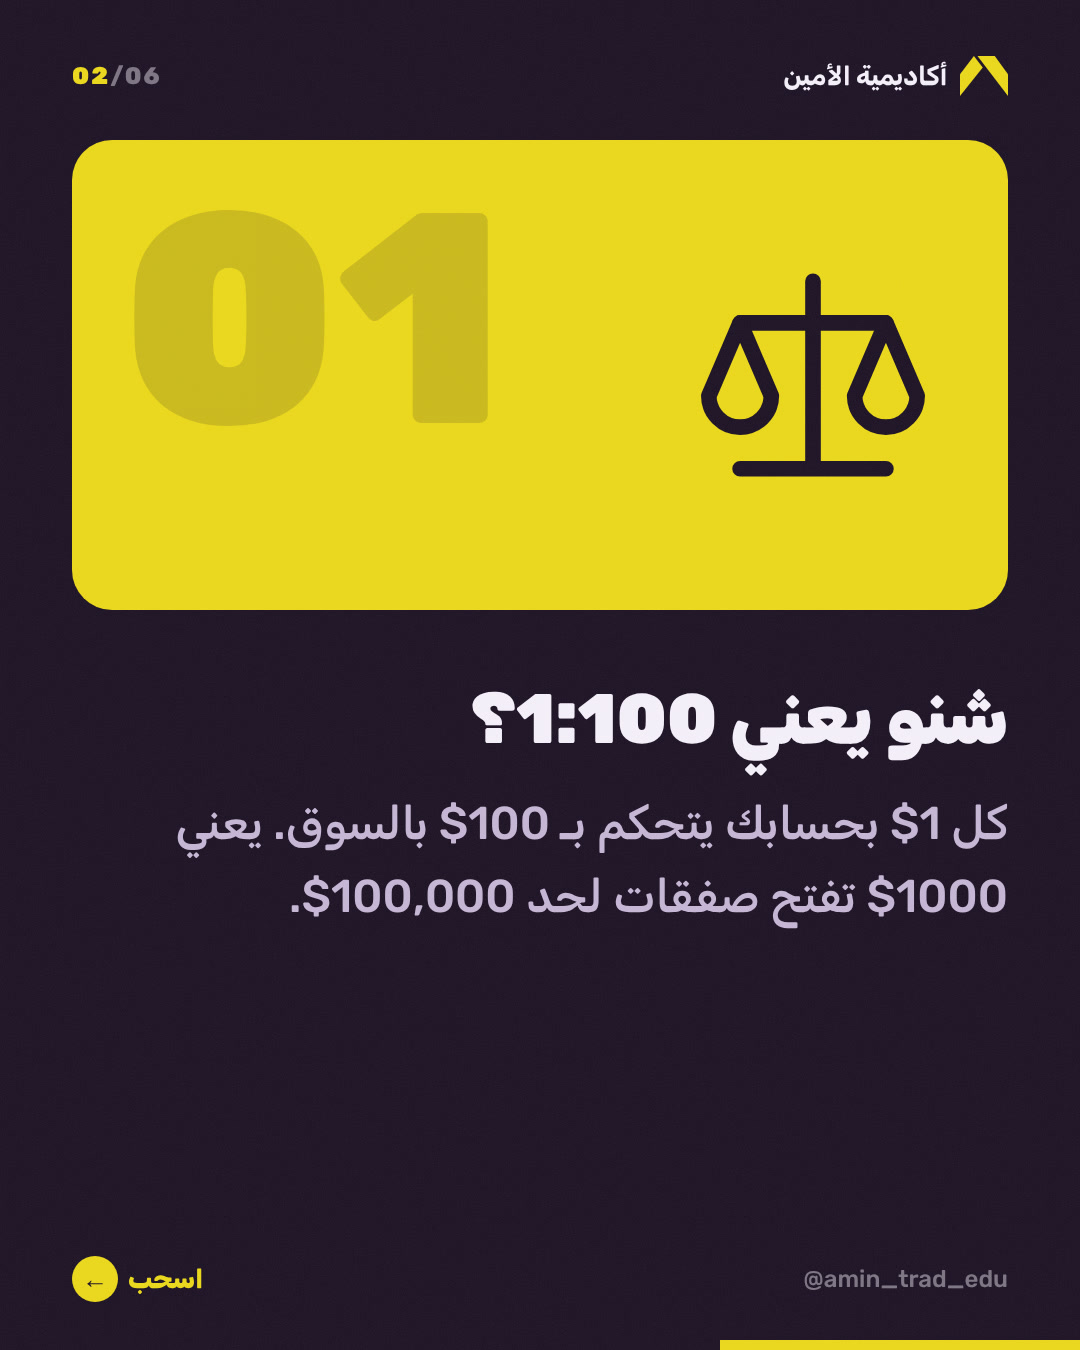 أكاديمية الأمين
02/06
01
شنو يعني 1:100؟
كل 1$ بحسابك يتحكم بـ 100$ بالسوق. يعني
1000$ تفتح صفقات لحد 100,000$.
@amin_trad_edu
اسحب ←